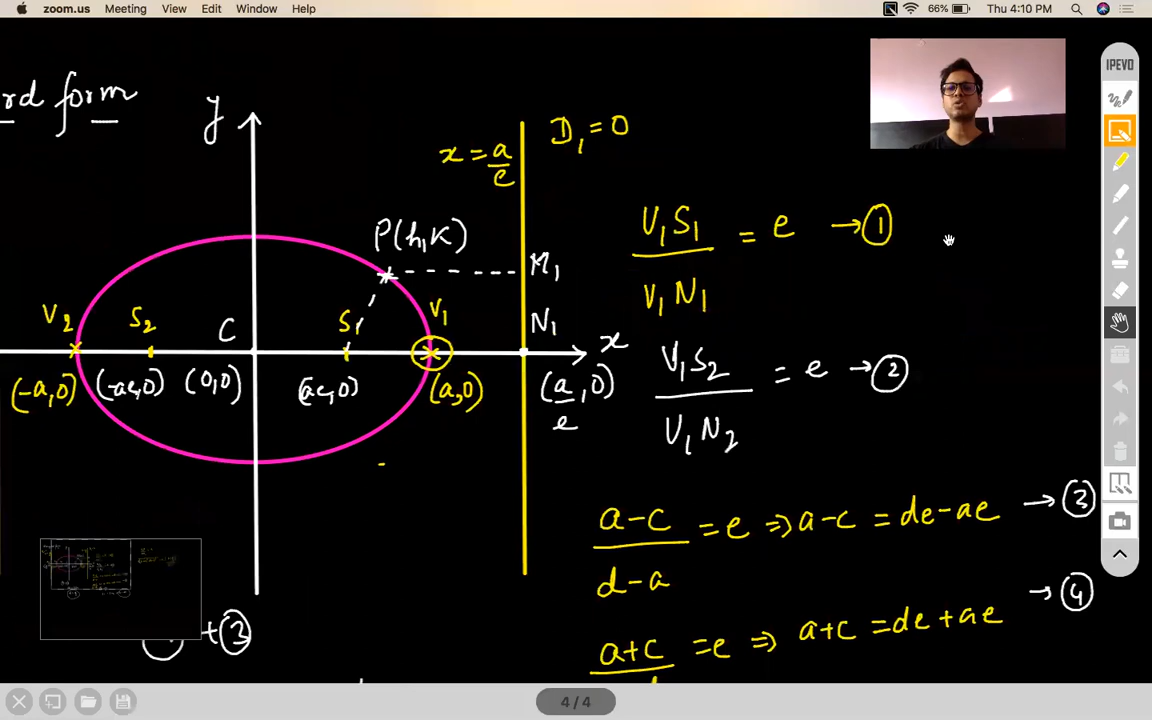 zoom.us Meeting View Edit Window Help
66% Thu 4:10 PM
IPEVO
rd form
y
x = a/e
D₁ = 0
P(h, K)
M₁
V₁S₁/V₁N₁ = e → ①
V₂ S₂ C S₁ V₁ N₁ x
(-a,0) (-ae,0) (0,0) (ae,0) (a,0) (a/e,0)
V₁S₂/V₁N₂ = e → ②
a-c/d-a = e ⇒ a-c = de-ae → ③
a+c = e ⇒ a+c = de+ae → ④
+③
4 / 4